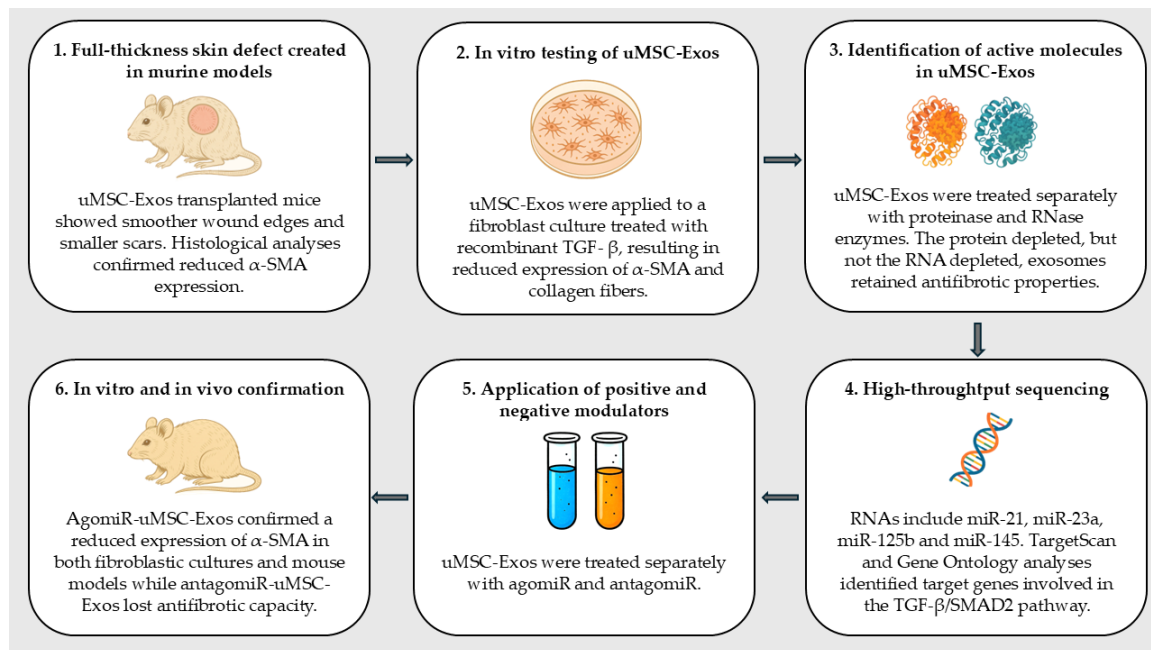 1. Full-thickness skin defect created
in murine models
uMSC-Exos transplanted mice
showed smoother wound edges and
smaller scars. Histological analyses
confirmed reduced α-SMA
expression.
2. In vitro testing of uMSC-Exos
uMSC-Exos were applied to a
fibroblast culture treated with
recombinant TGF- β, resulting in
reduced expression of α-SMA and
collagen fibers.
3. Identification of active molecules
in uMSC-Exos
uMSC-Exos were treated separately
with proteinase and RNase
enzymes. The protein depleted, but
not the RNA depleted, exosomes
retained antifibrotic properties.
4. High-throughtput sequencing
RNAs include miR-21, miR-23a,
miR-125b and miR-145. TargetScan
and Gene Ontology analyses
identified target genes involved in
the TGF-β/SMAD2 pathway.
5. Application of positive and
negative modulators
uMSC-Exos were treated separately
with agomiR and antagomiR.
6. In vitro and in vivo confirmation
AgomiR-uMSC-Exos confirmed a
reduced expression of α-SMA in
both fibroblastic cultures and mouse
models while antagomiR-uMSC-
Exos lost antifibrotic capacity.